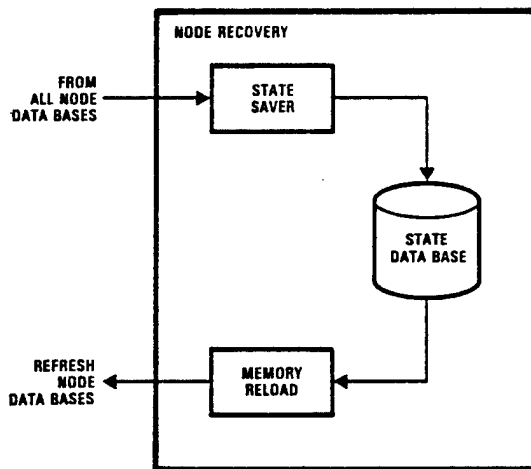 NODE RECOVERY
FROM
ALL NODE
DATA BASES
STATE
SAVER
STATE
DATA BASE
REFRESH
NODE
DATA BASES
MEMORY
RELOAD